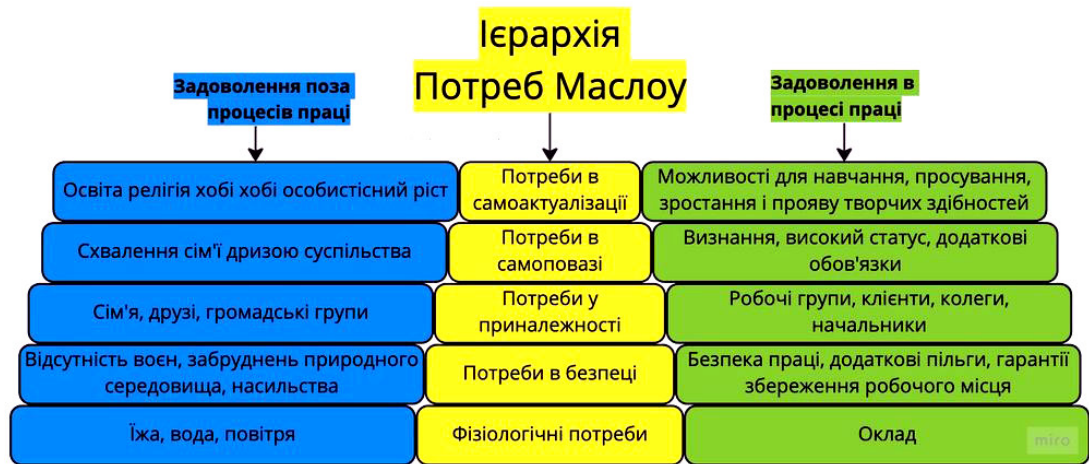 Ієрархія
Потреб Маслоу
Задоволення поза
процесів праці
Задоволення в
процесі праці
Освіта релігія хобі хобі особистісний ріст
Потреби в
самоактуалізації
Можливості для навчання, просування,
зростання і прояву творчих здібностей
Схвалення сім'ї дризою суспільства
Потреби в
самоповазі
Визнання, високий статус, додаткові
обов'язки
Сім'я, друзі, громадські групи
Потреби у
приналежності
Робочі групи, клієнти, колеги,
начальники
Відсутність воєн, забруднень природного
середовища, насильства
Потреби в безпеці
Безпека праці, додаткові пільги, гарантії
збереження робочого місця
Їжа, вода, повітря
Фізіологічні потреби
Оклад
miro